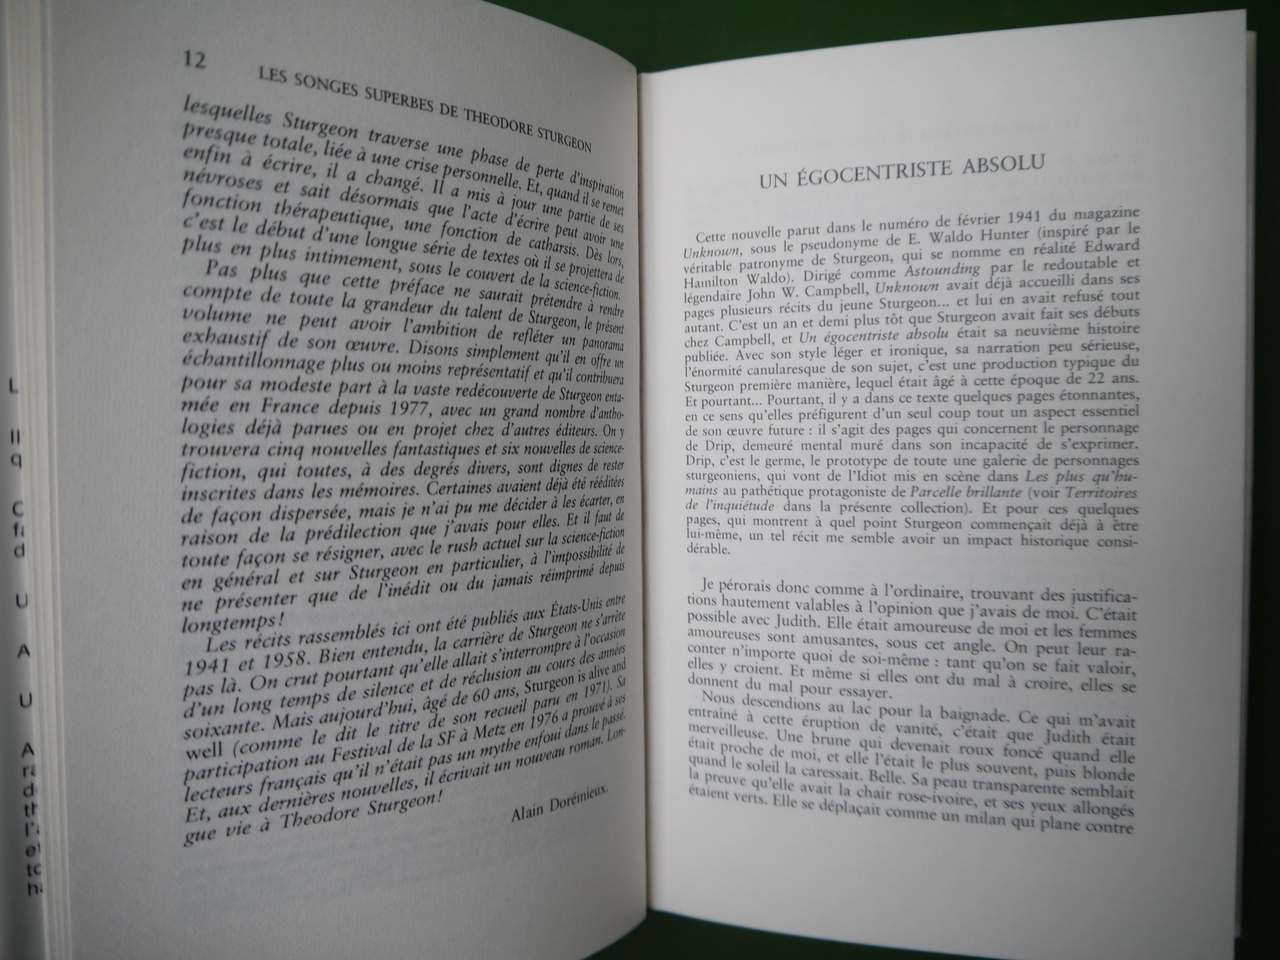 12
LES SONGES SUPERBES DE THEODORE STURGEON
lesquelles Sturgeon traverse une phase de perte d'inspiration
presque totale, liée à une crise personnelle. Et, quand il se remet
enfin à écrire, il a changé. Il a mis à jour une partie de ses
névroses et sait désormais que l'acte d'écrire peut avoir une
fonction thérapeutique, une fonction de catharsis. Dès lors,
c'est le début d'une longue série de textes où il se projettera de
plus en plus intimement, sous le couvert de la science-fiction.
Pas plus que cette préface ne saurait prétendre à rendre
compte de toute la grandeur du talent de Sturgeon, le présent
volume ne peut avoir l'ambition de refléter un panorama
exhaustif de son œuvre. Disons simplement qu'il en offre un
échantillonnage plus ou moins représentatif et qu'il contribuera
pour sa modeste part à la vaste redécouverte de Sturgeon enta-
mée en France depuis 1977, avec un grand nombre d'antho-
logies déjà parues ou en projet chez d'autres éditeurs. On y
trouvera cinq nouvelles fantastiques et six nouvelles de science-
fiction, qui toutes, à des degrés divers, sont dignes de rester
inscrites dans les mémoires. Certaines avaient déjà été rééditées
de façon dispersée, mais je n'ai pu me décider à les écarter, en
raison de la prédilection que j'avais pour elles. Et il faut de
toute façon se résigner, avec le rush actuel sur la science-fiction
en général et sur Sturgeon en particulier, à l'impossibilité de
ne présenter que de l'inédit ou du jamais réimprimé depuis
longtemps !
Les récits rassemblés ici ont été publiés aux États-Unis entre
1941 et 1958. Bien entendu, la carrière de Sturgeon ne s'arrête
pas là. On crut pourtant qu'elle allait s'interrompre à l'occasion
d'un long temps de silence et de réclusion au cours des années
soixante. Mais aujourd'hui, âgé de 60 ans, Sturgeon is alive and
well (comme le dit le titre de son recueil paru en 1971). Sa
participation au Festival de la SF à Metz en 1976 a prouvé à ses
lecteurs français qu'il n'était pas un mythe enfoui dans le passé.
Et, aux dernières nouvelles, il écrivait un nouveau roman. Lon-
gue vie à Theodore Sturgeon !
Alain Dorémieux.
UN ÉGOCENTRISTE ABSOLU
Cette nouvelle parut dans le numéro de février 1941 du magazine
Unknown, sous le pseudonyme de E. Waldo Hunter (inspiré par le
véritable patronyme de Sturgeon, qui se nomme en réalité Edward
Hamilton Waldo). Dirigé comme Astounding par le redoutable et
légendaire John W. Campbell, Unknown avait déjà accueilli dans ses
pages plusieurs récits du jeune Sturgeon... et lui en avait refusé tout
autant. C'est un an et demi plus tôt que Sturgeon avait fait ses débuts
chez Campbell, et Un égocentriste absolu était sa neuvième histoire
publiée. Avec son style léger et ironique, sa narration peu sérieuse,
l'énormité canularesque de son sujet, c'est une production typique du
Sturgeon première manière, lequel était âgé à cette époque de 22 ans.
Et pourtant... Pourtant, il y a dans ce texte quelques pages étonnantes,
en ce sens qu'elles préfigurent d'un seul coup tout un aspect essentiel
de son œuvre future : il s'agit des pages qui concernent le personnage
de Drip, demeuré mental muré dans son incapacité de s'exprimer.
Drip, c'est le germe, le prototype de toute une galerie de personnages
sturgeoniens, qui vont de l'Idiot mis en scène dans Les plus qu'hu-
mains au pathétique protagoniste de Parcelle brillante (voir Territoires
de l'inquiétude dans la présente collection). Et pour ces quelques
pages, qui montrent à quel point Sturgeon commençait déjà à être
lui-même, un tel récit me semble avoir un impact historique consi-
dérable.
Je pérorais donc comme à l'ordinaire, trouvant des justifica-
tions hautement valables à l'opinion que j'avais de moi. C'était
possible avec Judith. Elle était amoureuse de moi et les femmes
amoureuses sont amusantes, sous cet angle. On peut leur ra-
conter n'importe quoi de soi-même : tant qu'on se fait valoir,
elles y croient. Et même si elles ont du mal à croire, elles se
donnent du mal pour essayer.
Nous descendions au lac pour la baignade. Ce qui m'avait
entraîné à cette éruption de vanité, c'était que Judith était
merveilleuse. Une brune qui devenait roux foncé quand elle
était proche de moi, et elle l'était le plus souvent, puis blonde
quand le soleil la caressait. Belle. Sa peau transparente semblait
la preuve qu'elle avait la chair rose-ivoire, et ses yeux allongés
étaient verts. Elle se déplaçait comme un milan qui plane contre